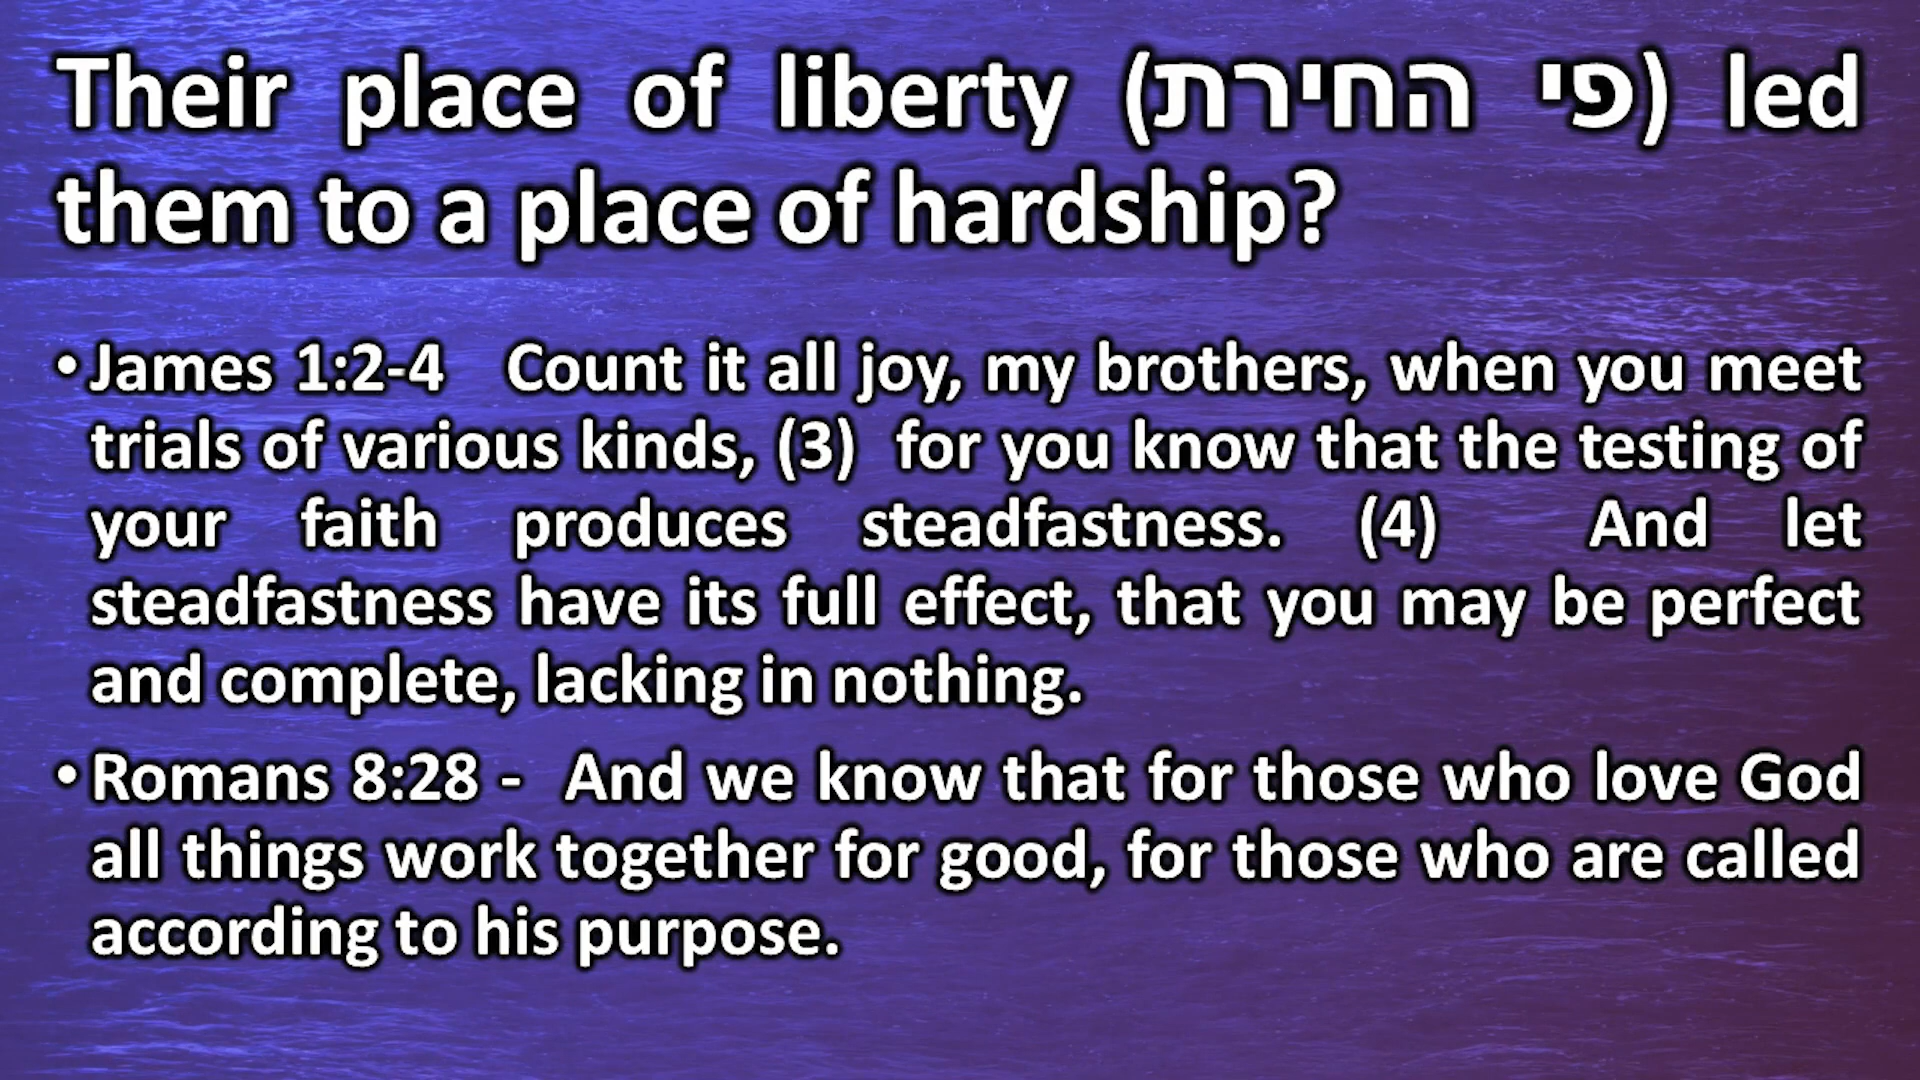 Their place of liberty (פי החירת) led
them to a place of hardship?
• James 1:2-4 Count it all joy, my brothers, when you meet
trials of various kinds, (3) for you know that the testing of
your faith produces steadfastness. (4) And let
steadfastness have its full effect, that you may be perfect
and complete, lacking in nothing.
• Romans 8:28 - And we know that for those who love God
all things work together for good, for those who are called
according to his purpose.